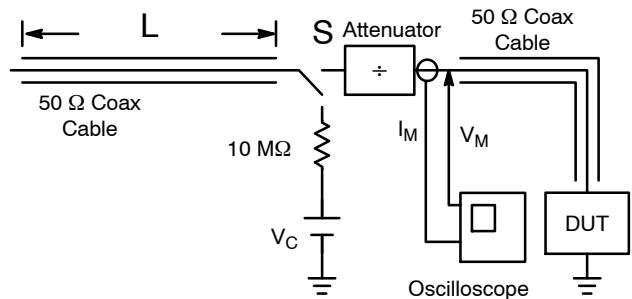 L
S
Attenuator
÷
50 Ω Coax
Cable
50 Ω Coax
Cable
10 MΩ
I_M
V_M
V_C
DUT
Oscilloscope